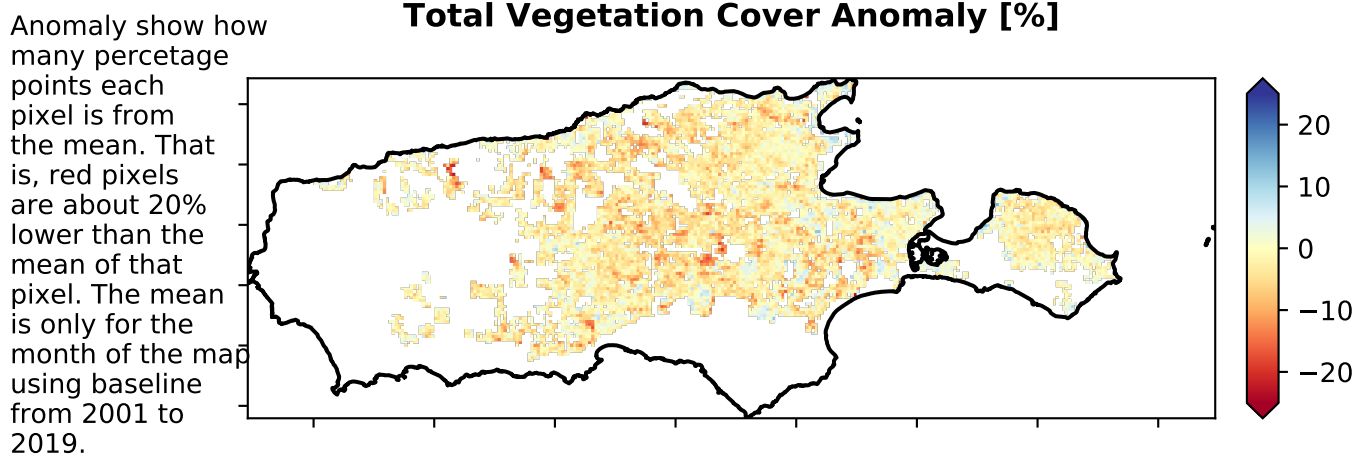 Total Vegetation Cover Anomaly [%]
Anomaly show how
many percetage
points each
pixel is from
the mean. That
is, red pixels
are about 20%
lower than the
mean of that
pixel. The mean
is only for the
month of the map
using baseline
from 2001 to
2019.
20
10
0
−10
−20